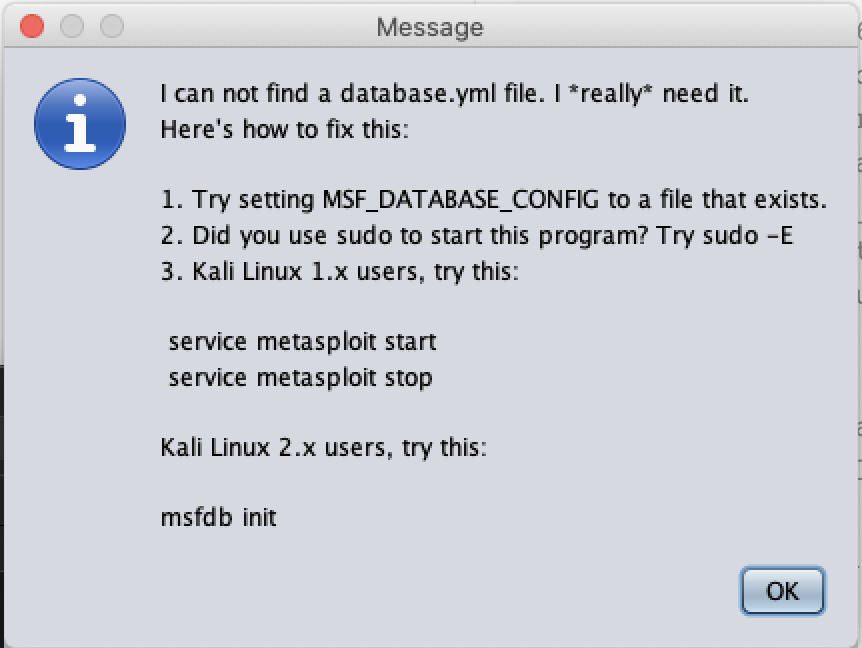 Message
I can not find a database.yml file. I *really* need it.
Here's how to fix this:
1. Try setting MSF_DATABASE_CONFIG to a file that exists.
2. Did you use sudo to start this program? Try sudo -E
3. Kali Linux 1.x users, try this:
service metasploit start
service metasploit stop
Kali Linux 2.x users, try this:
msfdb init
OK